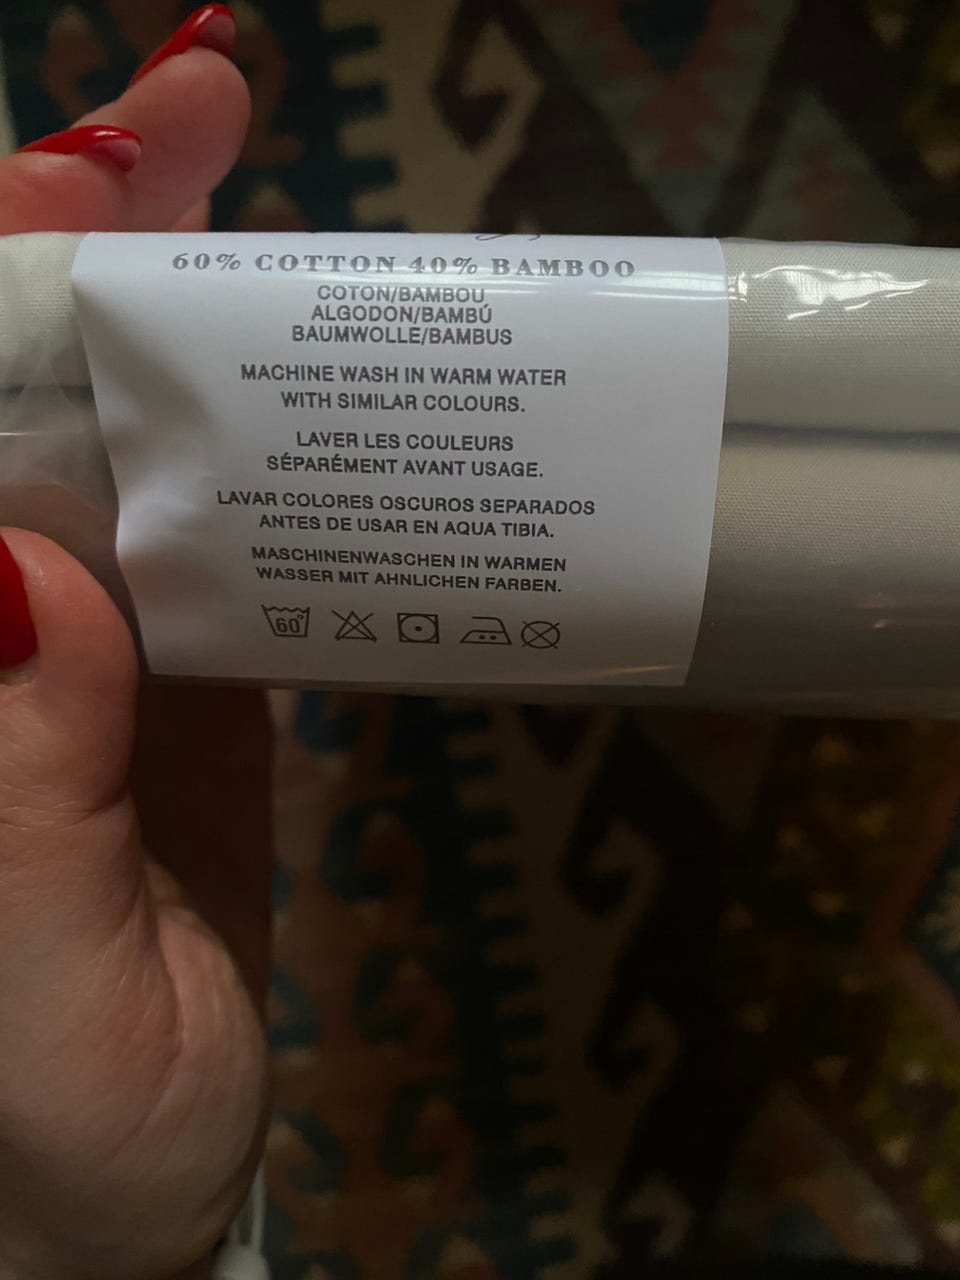 60% COTTON 40% BAMBOO
COTON/BAMBOU
ALGODON/BAMBÚ
BAUMWOLLE/BAMBUS
MACHINE WASH IN WARM WATER
WITH SIMILAR COLOURS.
LAVER LES COULEURS
SÉPARÉMENT AVANT USAGE.
LAVAR COLORES OSCUROS SEPARADOS
ANTES DE USAR EN AQUA TIBIA.
MASCHINENWASCHEN IN WARMEN
WASSER MIT AHNLICHEN FARBEN.
60°